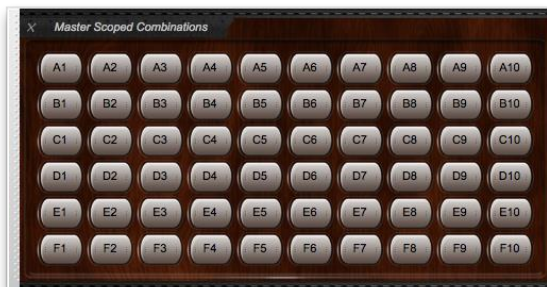 X Master Scoped Combinations
A1 A2 A3 A4 A5 A6 A7 A8 A9 A10
B1 B2 B3 B4 B5 B6 B7 B8 B9 B10
C1 C2 C3 C4 C5 C6 C7 C8 C9 C10
D1 D2 D3 D4 D5 D6 D7 D8 D9 D10
E1 E2 E3 E4 E5 E6 E7 E8 E9 E10
F1 F2 F3 F4 F5 F6 F7 F8 F9 F10